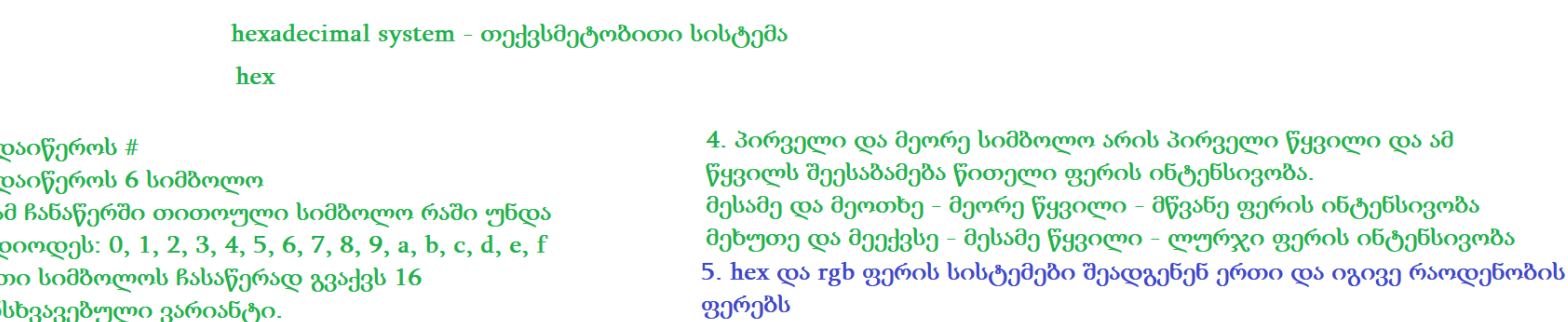 hexadecimal system - თექვსმეტობითი სისტემა
hex
დაიწეროს #
დაიწეროს 6 სიმბოლო
ამ ჩანაწერში თითოული სიმბოლო რაში უნდა
0, 1, 2, 3, 4, 5, 6, 7, 8, 9, a, b, c, d, e, f
სიმბოლოს ჩასაწერად გვაქვს 16
ვარიანტი.
4. პირველი და მეორე სიმბოლო არის პირველი წყვილი და ამ
წყვილს შეესაბამება წითელი ფერის ინტენსივობა.
მესამე და მეოთხე - მეორე წყვილი - მწვანე ფერის ინტენსივობა
მეხუთე და მეექვსე - მესამე წყვილი - ლურჯი ფერის ინტენსივობა
5. hex და rgb ფერის სისტემები შეადგენენ ერთი და იგივე რაოდენობის
ფერებს